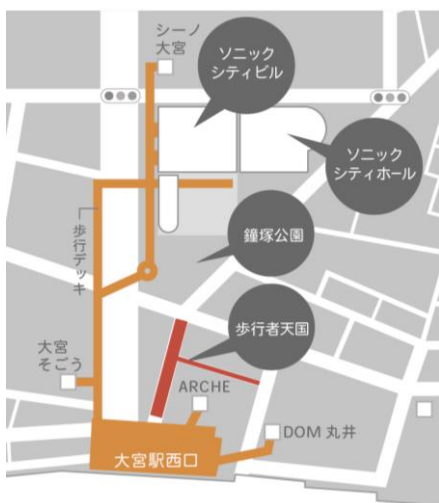 シーノ
大宮
ソニック
シティビル
ソニック
シティホール
歩行デッキ
鐘塚公園
歩行者天国
大宮
そごう
ARCHE
DOM 丸井
大宮駅西口